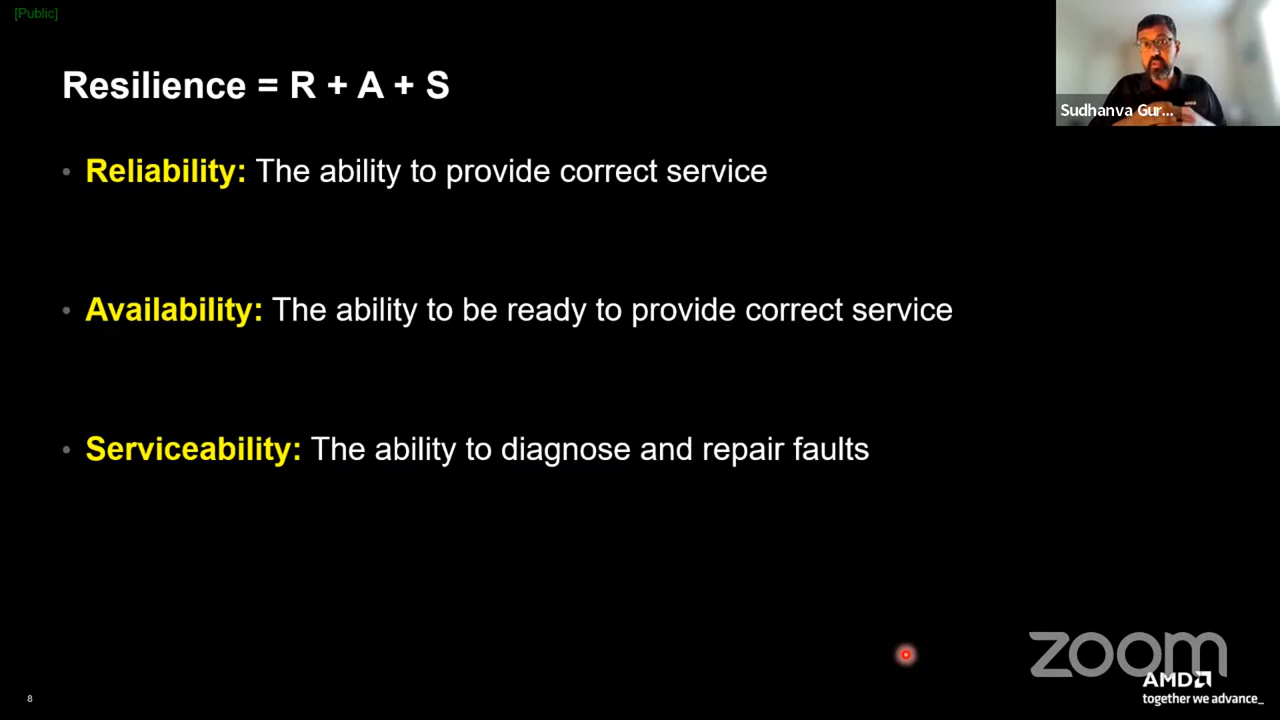 [Public]
Resilience = R + A + S
Sudhanva Gur...
• Reliability: The ability to provide correct service
• Availability: The ability to be ready to provide correct service
• Serviceability: The ability to diagnose and repair faults
zoom
AMD
together we advance_
8